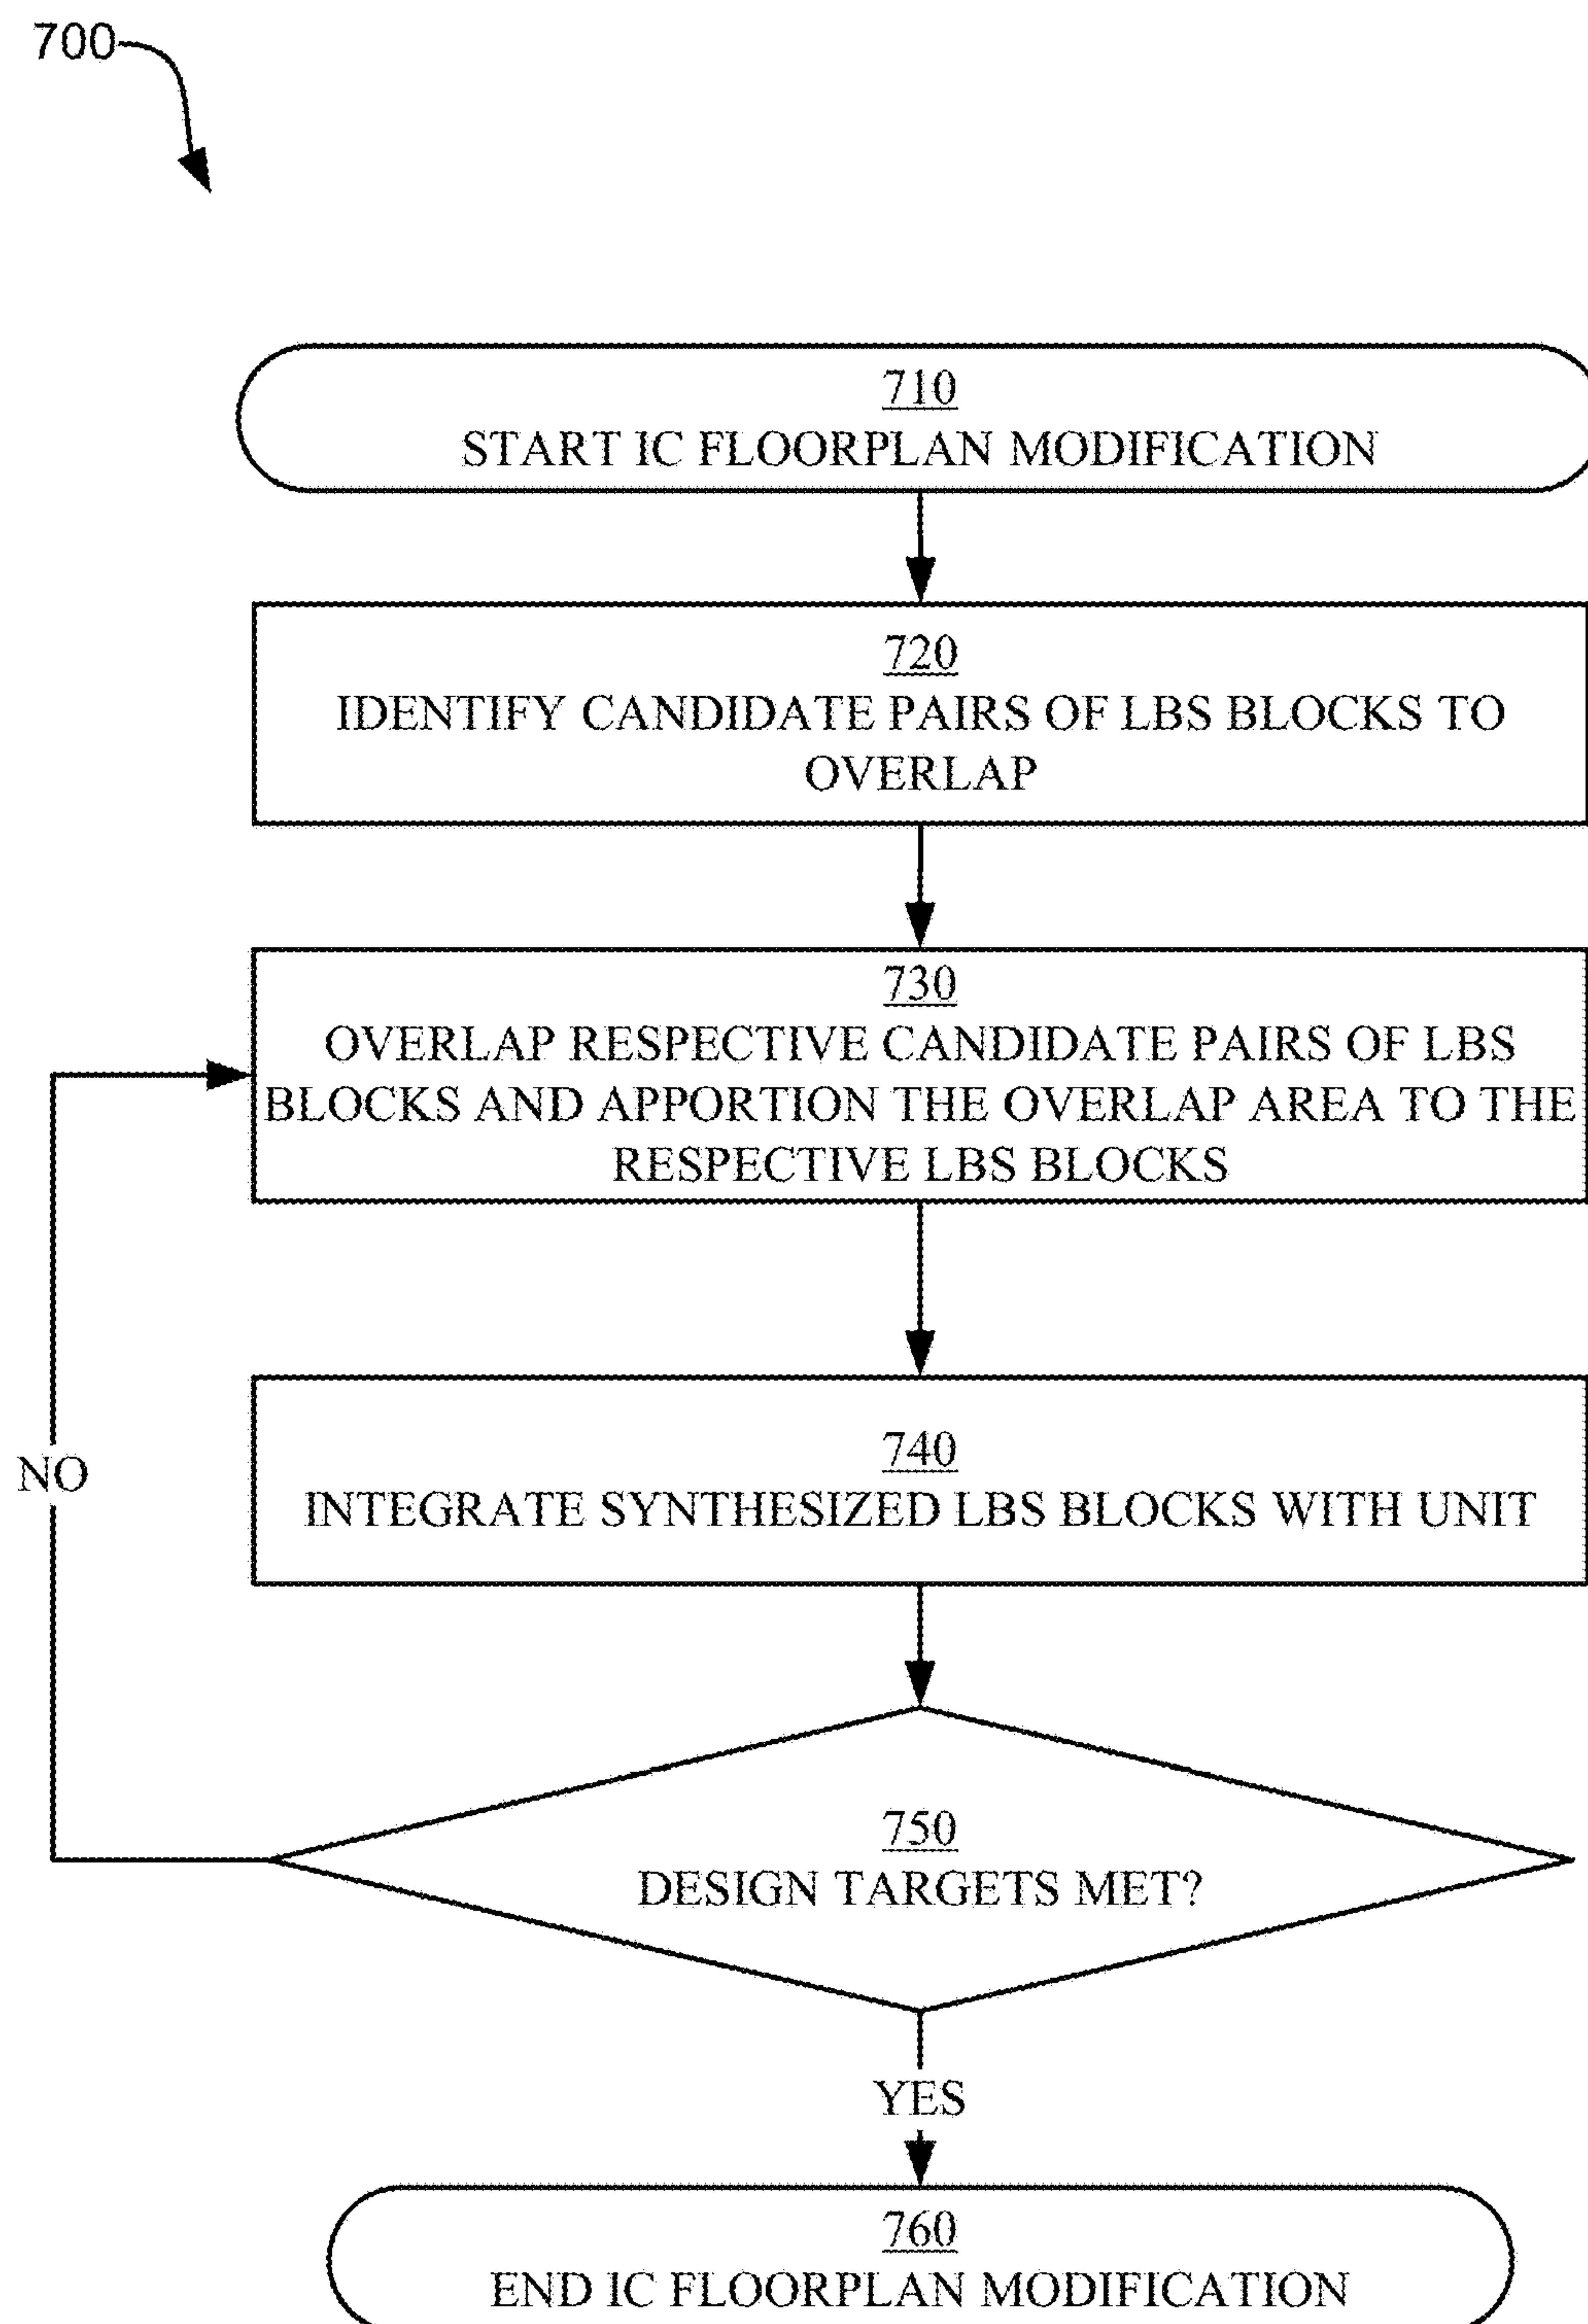 700
710
START IC FLOORPLAN MODIFICATION
720
IDENTIFY CANDIDATE PAIRS OF LBS BLOCKS TO
OVERLAP
730
OVERLAP RESPECTIVE CANDIDATE PAIRS OF LBS
BLOCKS AND APPORTION THE OVERLAP AREA TO THE
RESPECTIVE LBS BLOCKS
740
INTEGRATE SYNTHESIZED LBS BLOCKS WITH UNIT
NO
750
DESIGN TARGETS MET?
YES
760
END IC FLOORPLAN MODIFICATION